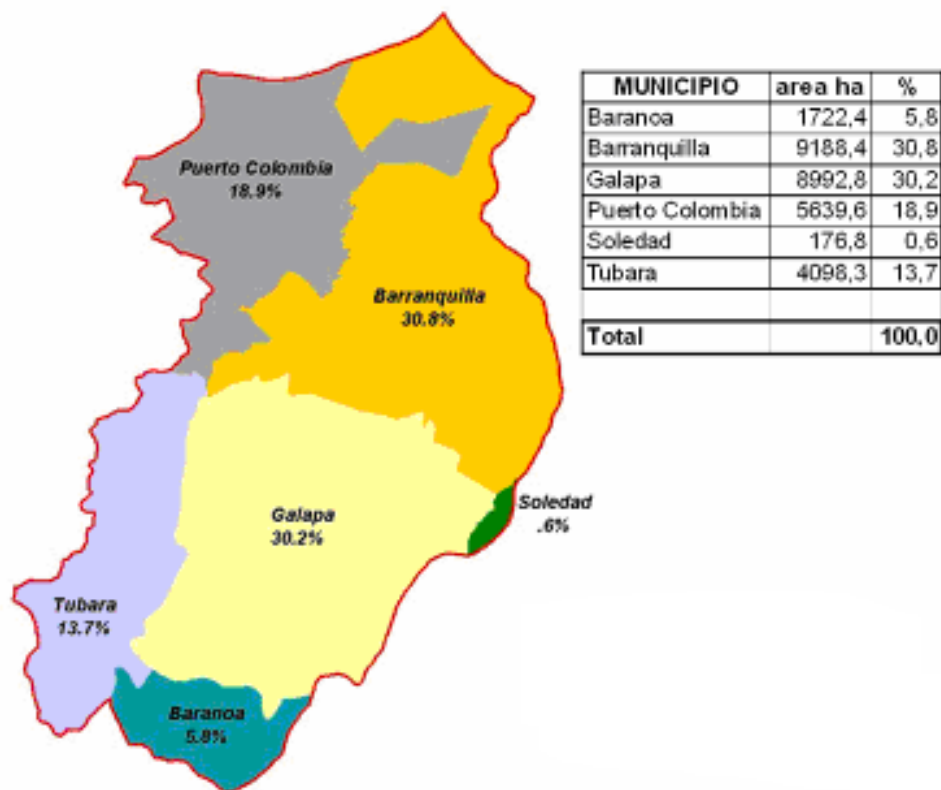 Puerto Colombia
18.9%
Barranquilla
30.8%
Galapa
30.2%
Soledad
.6%
Tubara
13.7%
Baranoa
5.8%
MUNICIPIO area ha %
Baranoa 1722,4 5,8
Barranquilla 9188,4 30,8
Galapa 8992,8 30,2
Puerto Colombia 5639,6 18,9
Soledad 176,8 0,6
Tubara 4098,3 13,7
Total 100,0